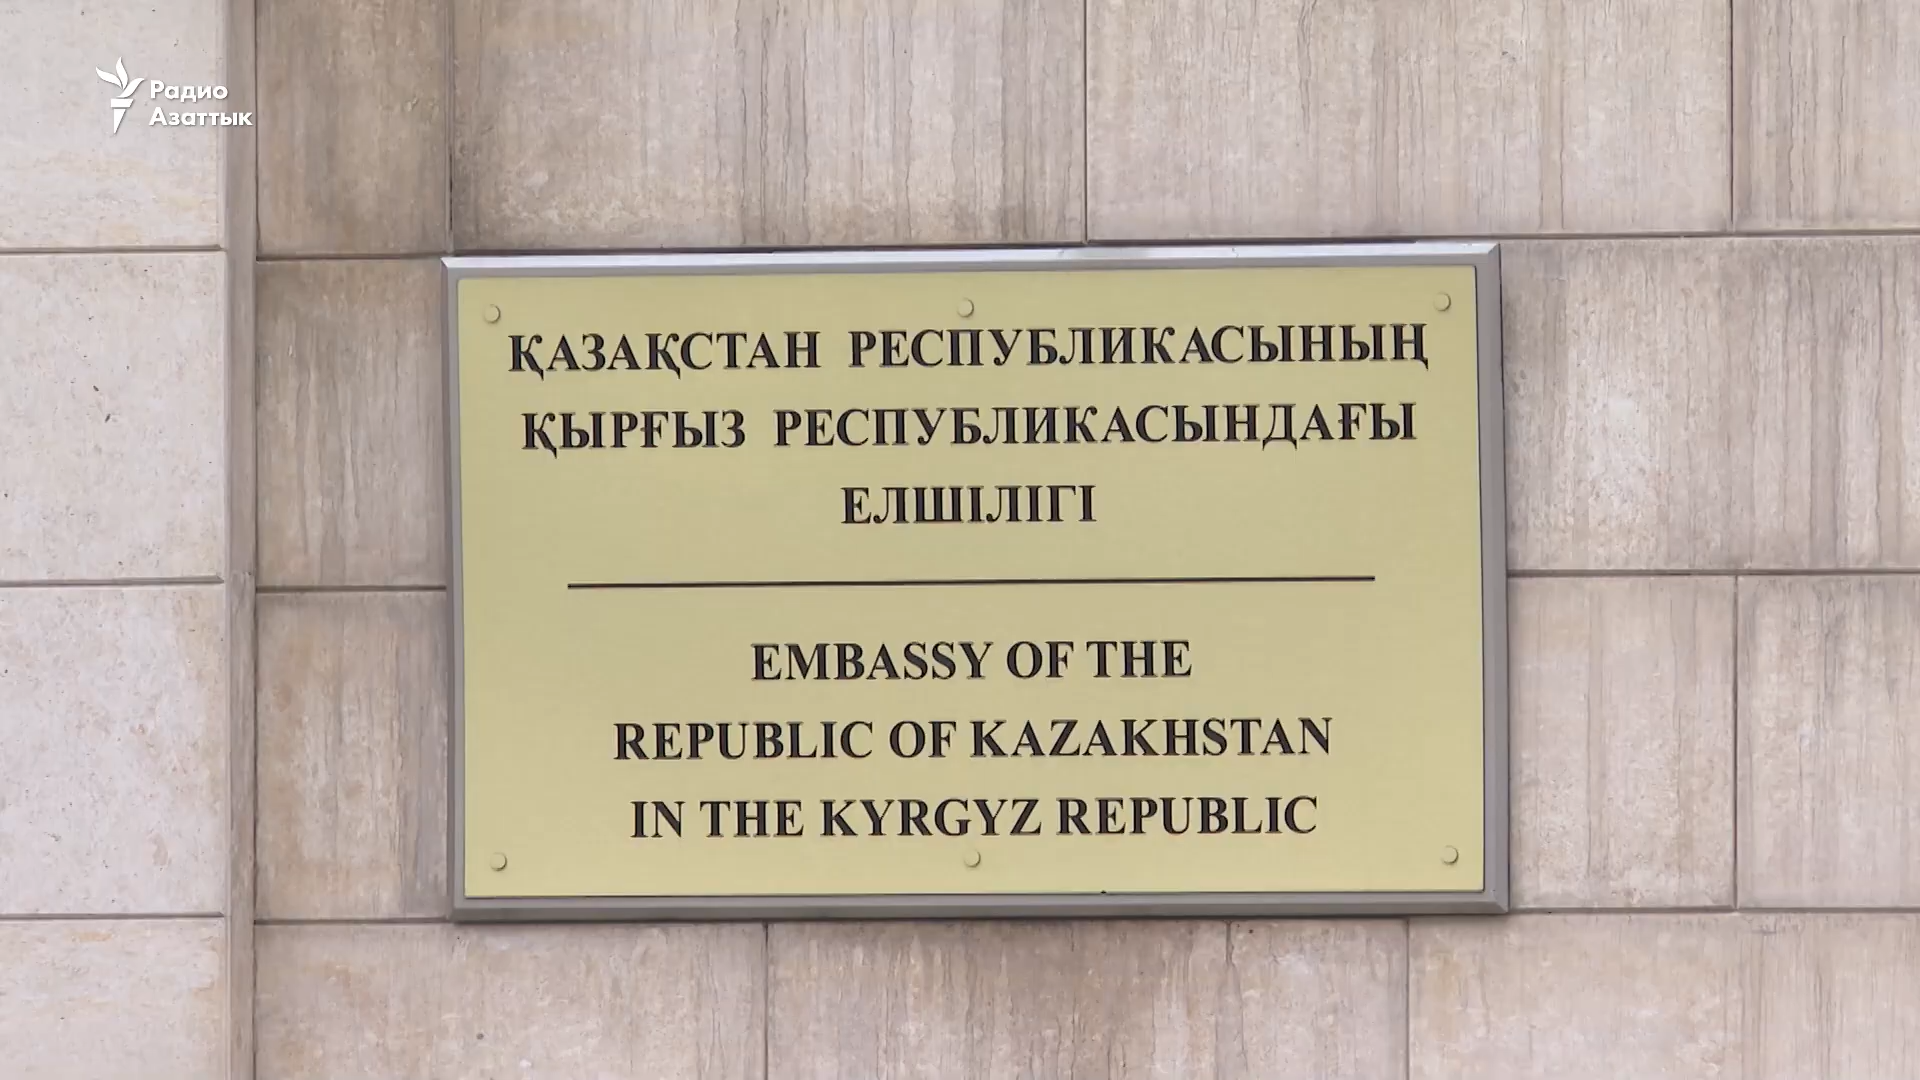 Радио
Азаттык
ҚАЗАҚСТАН РЕСПУБЛИКАСЫНЫҢ
ҚЫРҒЫЗ РЕСПУБЛИКАСЫНДАҒЫ
ЕЛШІЛІГІ
EMBASSY OF THE
REPUBLIC OF KAZAKHSTAN
IN THE KYRGYZ REPUBLIC